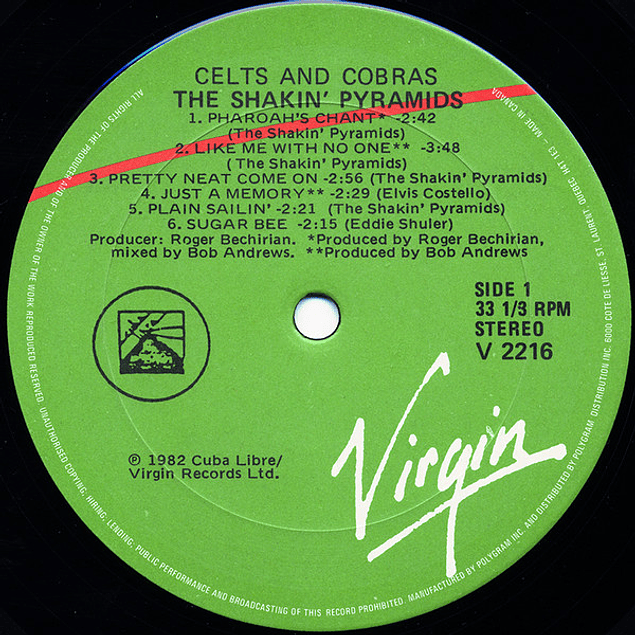 CELTS AND COBRAS
THE SHAKIN' PYRAMIDS
1. PHAROAH'S CHANT* -2:42
(The Shakin' Pyramids)
2. LIKE ME WITH NO ONE** -3:48
(The Shakin' Pyramids)
3. PRETTY NEAT COME ON -2:56 (The Shakin' Pyramids)
4. JUST A MEMORY** -2:29 (Elvis Costello)
5. PLAIN SAILIN' -2:21 (The Shakin' Pyramids)
6. SUGAR BEE -2:15 (Eddie Shuler)
Producer: Roger Bechirian. *Produced by Roger Bechirian,
mixed by Bob Andrews. **Produced by Bob Andrews
SIDE 1
33 1/3 RPM
STEREO
V 2216
℗ 1982 Cuba Libre/
Virgin Records Ltd.
Virgin
ALL RIGHTS OF THE PRODUCER AND OF THE OWNER OF THE WORK REPRODUCED RESERVED. UNAUTHORISED COPYING, HIRING, LENDING, PUBLIC PERFORMANCE AND BROADCASTING OF THIS RECORD PROHIBITED. MANUFACTURED BY POLYGRAM INC. AND DISTRIBUTED BY POLYGRAM DISTRIBUTION INC. 6000 COTE DE LIESSE, ST. LAURENT, QUEBEC H4T 1E3 - MADE IN CANADA